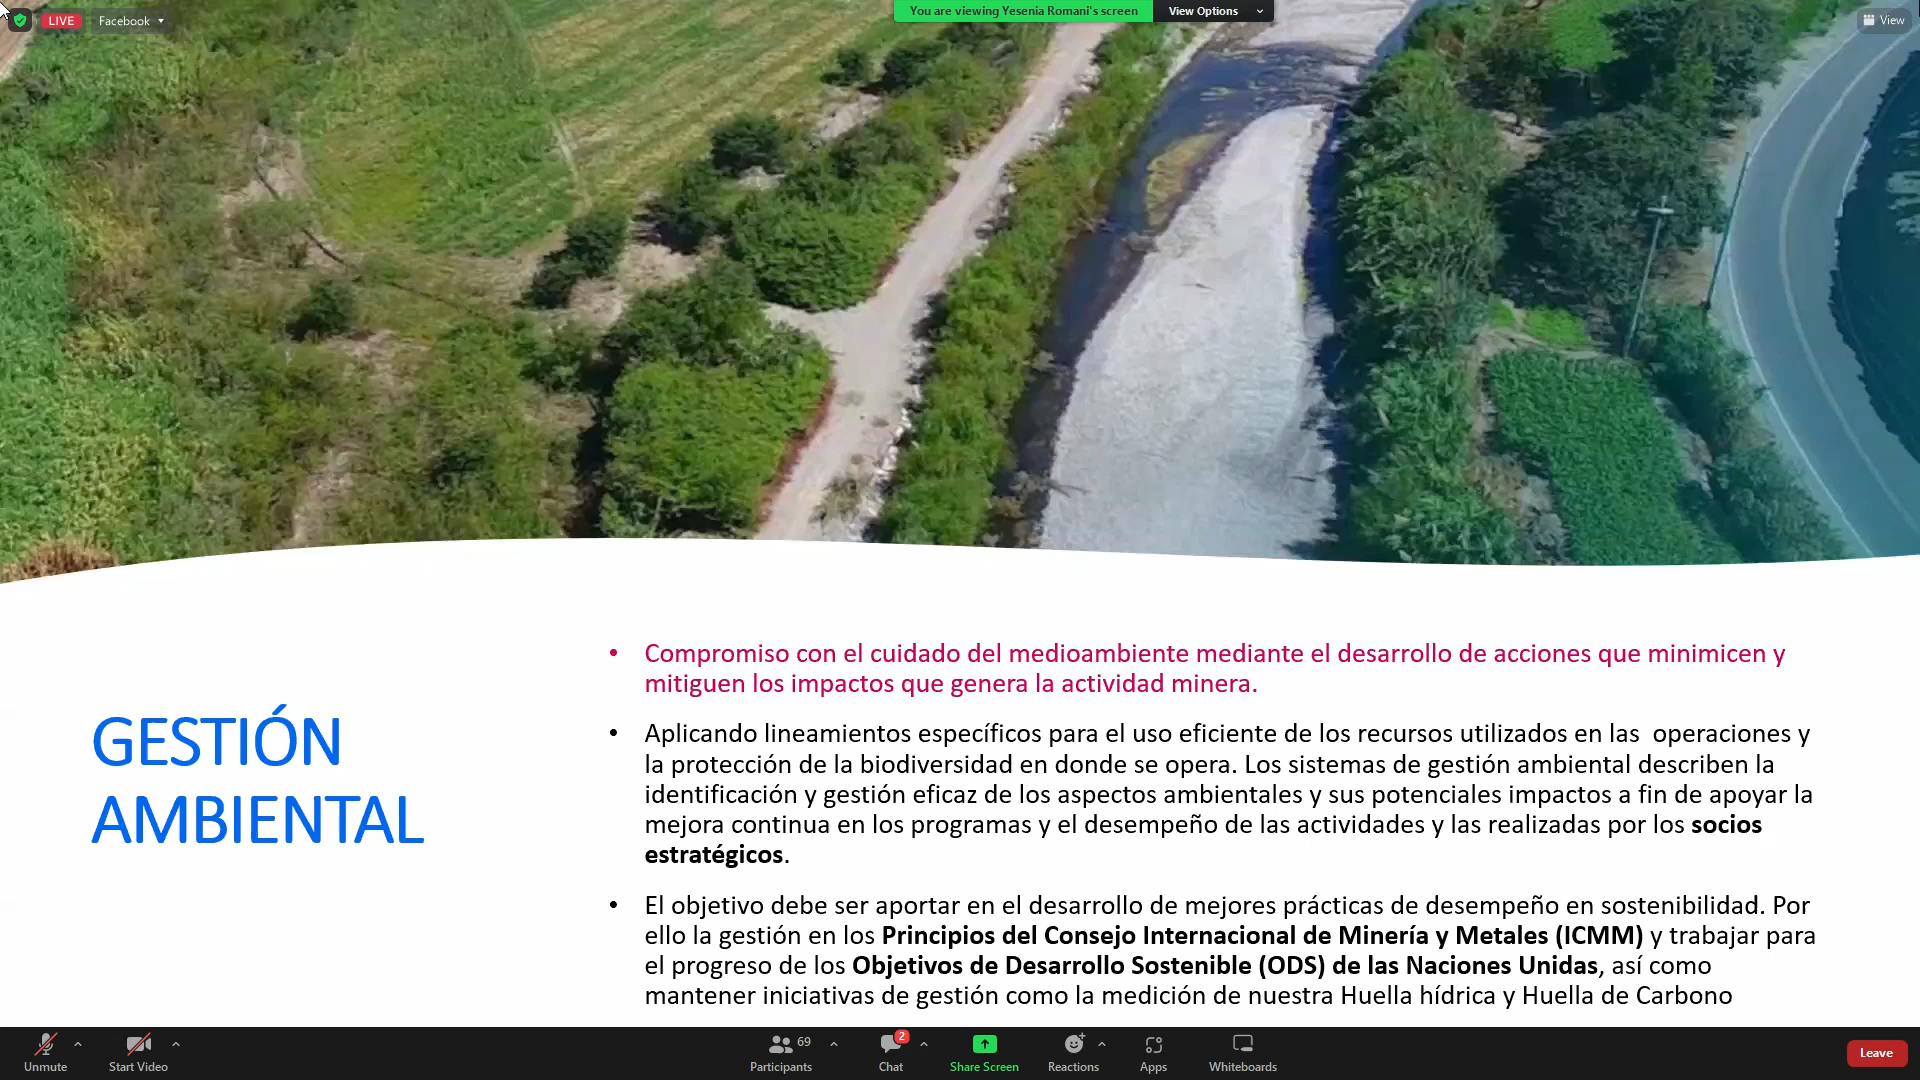 LIVE
Facebook
You are viewing Yesenia Romani's screen
View Options
View
GESTIÓN
AMBIENTAL
• Compromiso con el cuidado del medioambiente mediante el desarrollo de acciones que minimicen y
mitiguen los impactos que genera la actividad minera.
• Aplicando lineamientos específicos para el uso eficiente de los recursos utilizados en las operaciones y
la protección de la biodiversidad en donde se opera. Los sistemas de gestión ambiental describen la
identificación y gestión eficaz de los aspectos ambientales y sus potenciales impactos a fin de apoyar la
mejora continua en los programas y el desempeño de las actividades y las realizadas por los socios
estratégicos.
• El objetivo debe ser aportar en el desarrollo de mejores prácticas de desempeño en sostenibilidad. Por
ello la gestión en los Principios del Consejo Internacional de Minería y Metales (ICMM) y trabajar para
el progreso de los Objetivos de Desarrollo Sostenible (ODS) de las Naciones Unidas, así como
mantener iniciativas de gestión como la medición de nuestra Huella hídrica y Huella de Carbono
Unmute
Start Video
69
Participants
2
Chat
Share Screen
Reactions
Apps
Whiteboards
Leave